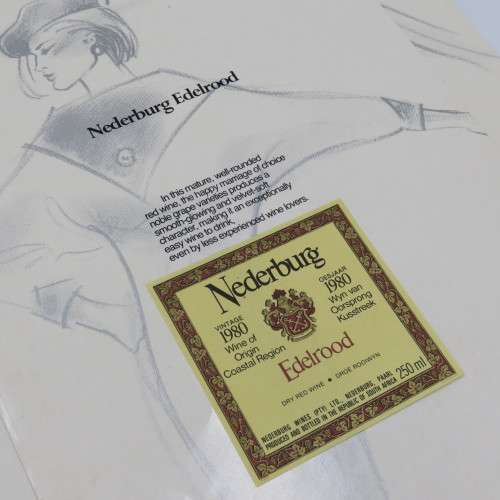 Nederburg Edelrood
In this mature, well-rounded
red wine, the happy marriage of choice
noble grape varieties produces a
smooth-glowing and velvet-soft
character, making it an exceptionally
easy wine to drink,
even by less experienced wine lovers.
Nederburg
VINTAGE
1980
Wine of
Origin
Coastal Region
OESJAAR
1980
Wyn van
Oorsprong
Kusstreek
Edelrood
DRY RED WINE • DROË ROOIWYN
NEDERBURG WINES (PTY) LTD., NEDERBURG, PAARL
PRODUCED AND BOTTLED IN THE REPUBLIC OF SOUTH AFRICA
250 ml